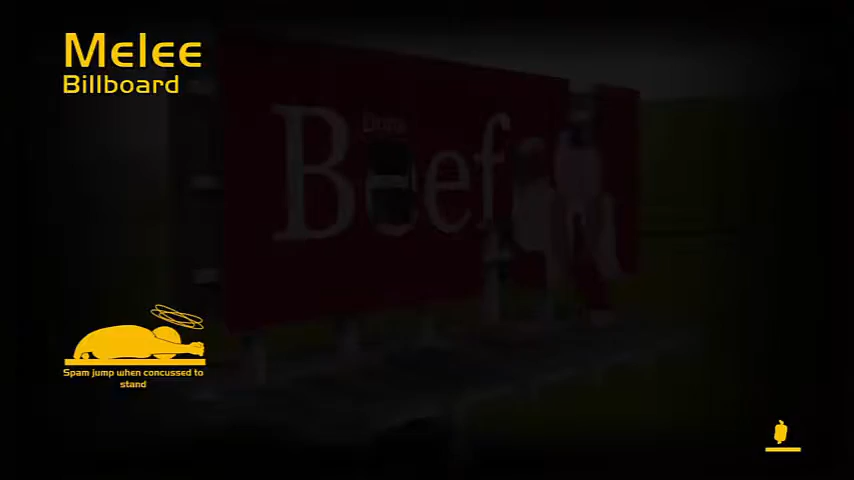 Melee
Billboard
Beef
Spam jump when concussed to
stand